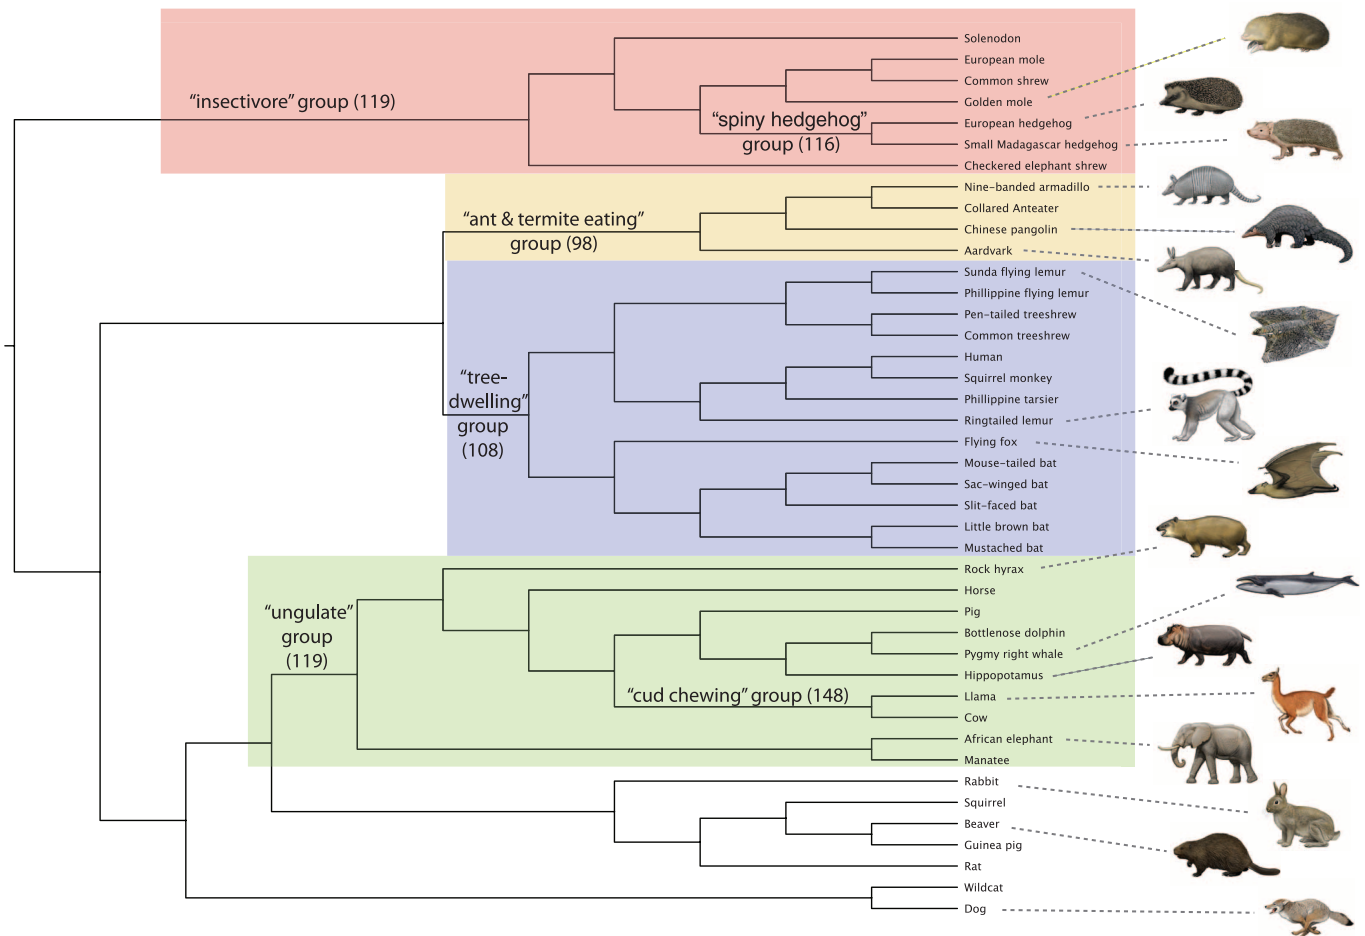 Solenodon
European mole
Common shrew
"insectivore" group (119)
Golden mole
"spiny hedgehog"
group (116)
European hedgehog
Small Madagascar hedgehog
Checkered elephant shrew
Nine-banded armadillo
Collared Anteater
"ant & termite eating"
group (98)
Chinese pangolin
Aardvark
Sunda flying lemur
Phillippine flying lemur
Pen-tailed treeshrew
Common treeshrew
Human
"tree-
dwelling"
group
(108)
Squirrel monkey
Phillippine tarsier
Ringtailed lemur
Flying fox
Mouse-tailed bat
Sac-winged bat
Slit-faced bat
Little brown bat
Mustached bat
Rock hyrax
Horse
"ungulate"
group
(119)
Pig
Bottlenose dolphin
Pygmy right whale
Hippopotamus
"cud chewing" group (148)
Llama
Cow
African elephant
Manatee
Rabbit
Squirrel
Beaver
Guinea pig
Rat
Wildcat
Dog